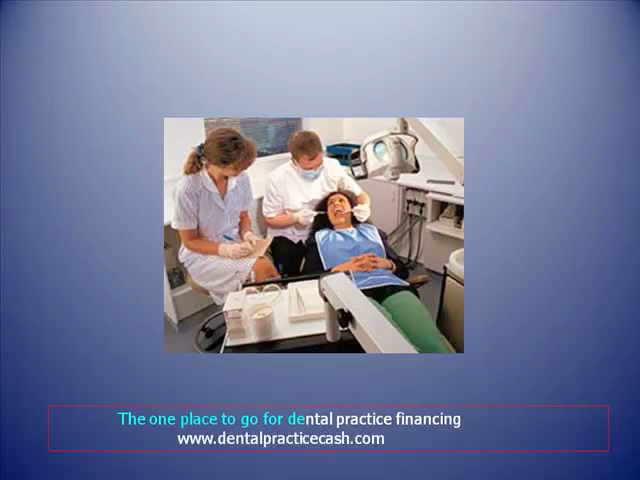 The one place to go for dental practice financing
www.dentalpracticecash.com